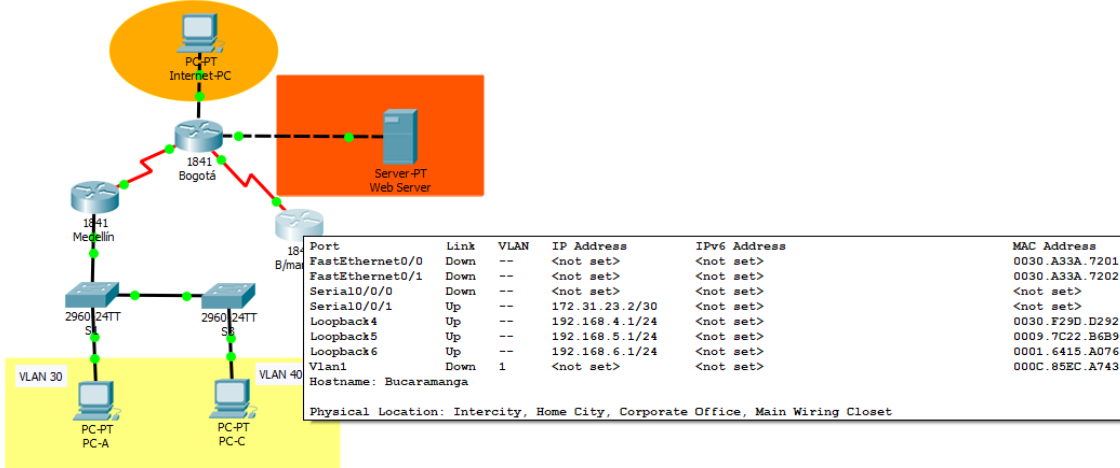 PC-PT
Internet-PC
1841
Bogotá
Server-PT
Web Server
1841
Medellín
184
B/mar
2960-24TT
S1
2960-24TT
S3
VLAN 30
VLAN 40
PC-PT
PC-A
PC-PT
PC-C
Port Link VLAN IP Address IPv6 Address MAC Address
FastEthernet0/0 Down -- <not set> <not set> 0030.A33A.7201
FastEthernet0/1 Down -- <not set> <not set> 0030.A33A.7202
Serial0/0/0 Down -- <not set> <not set> <not set>
Serial0/0/1 Up -- 172.31.23.2/30 <not set> <not set>
Loopback4 Up -- 192.168.4.1/24 <not set> 0030.F29D.D292
Loopback5 Up -- 192.168.5.1/24 <not set> 0009.7C22.B6B9
Loopback6 Up -- 192.168.6.1/24 <not set> 0001.6415.A076
Vlan1 Down 1 <not set> <not set> 000C.85EC.A743
Hostname: Bucaramanga
Physical Location: Intercity, Home City, Corporate Office, Main Wiring Closet